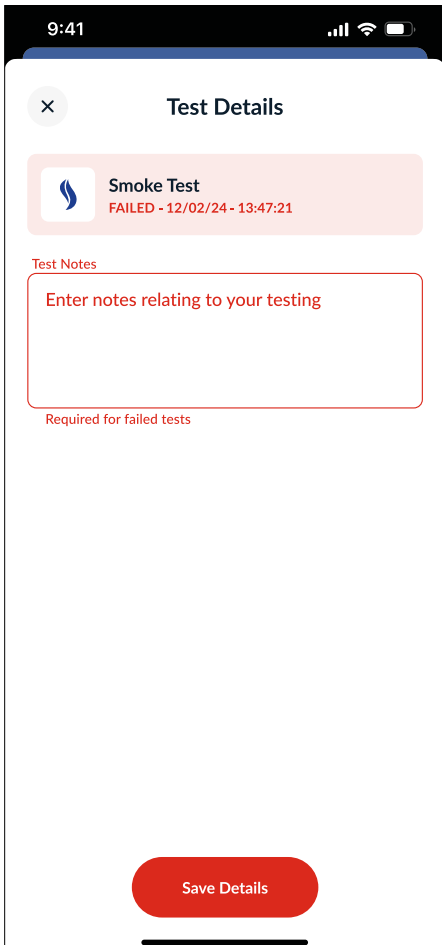 9:41
Test Details
Smoke Test
FAILED - 12/02/24 - 13:47:21
Test Notes
Enter notes relating to your testing
Required for failed tests
Save Details